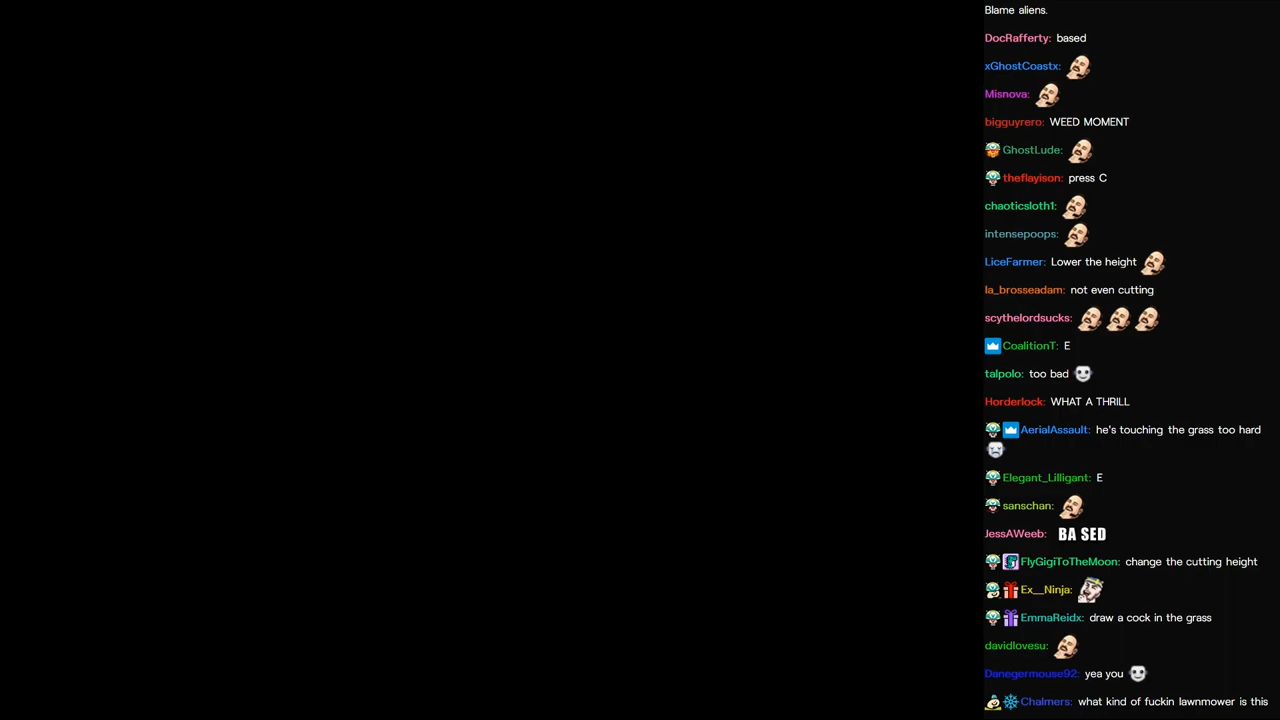 Blame aliens.
DocRafferty: based
xGhostCoastx:
Misnova:
bigguyrero: WEED MOMENT
GhostLude:
theflayison: press C
chaoticsloth1:
intensepoops:
LiceFarmer: Lower the height
la_brosseadam: not even cutting
scythelordsucks:
CoalitionT: E
talpolo: too bad
Horderlock: WHAT A THRILL
AerialAssault: he's touching the grass too hard
Elegant_Lilligant: E
sanschan:
JessAWeeb: BA SED
FlyGigiToTheMoon: change the cutting height
Ex__Ninja:
EmmaReidx: draw a cock in the grass
davidlovesu:
Danegermouse92: yea you
Chalmers: what kind of fuckin lawnmower is this